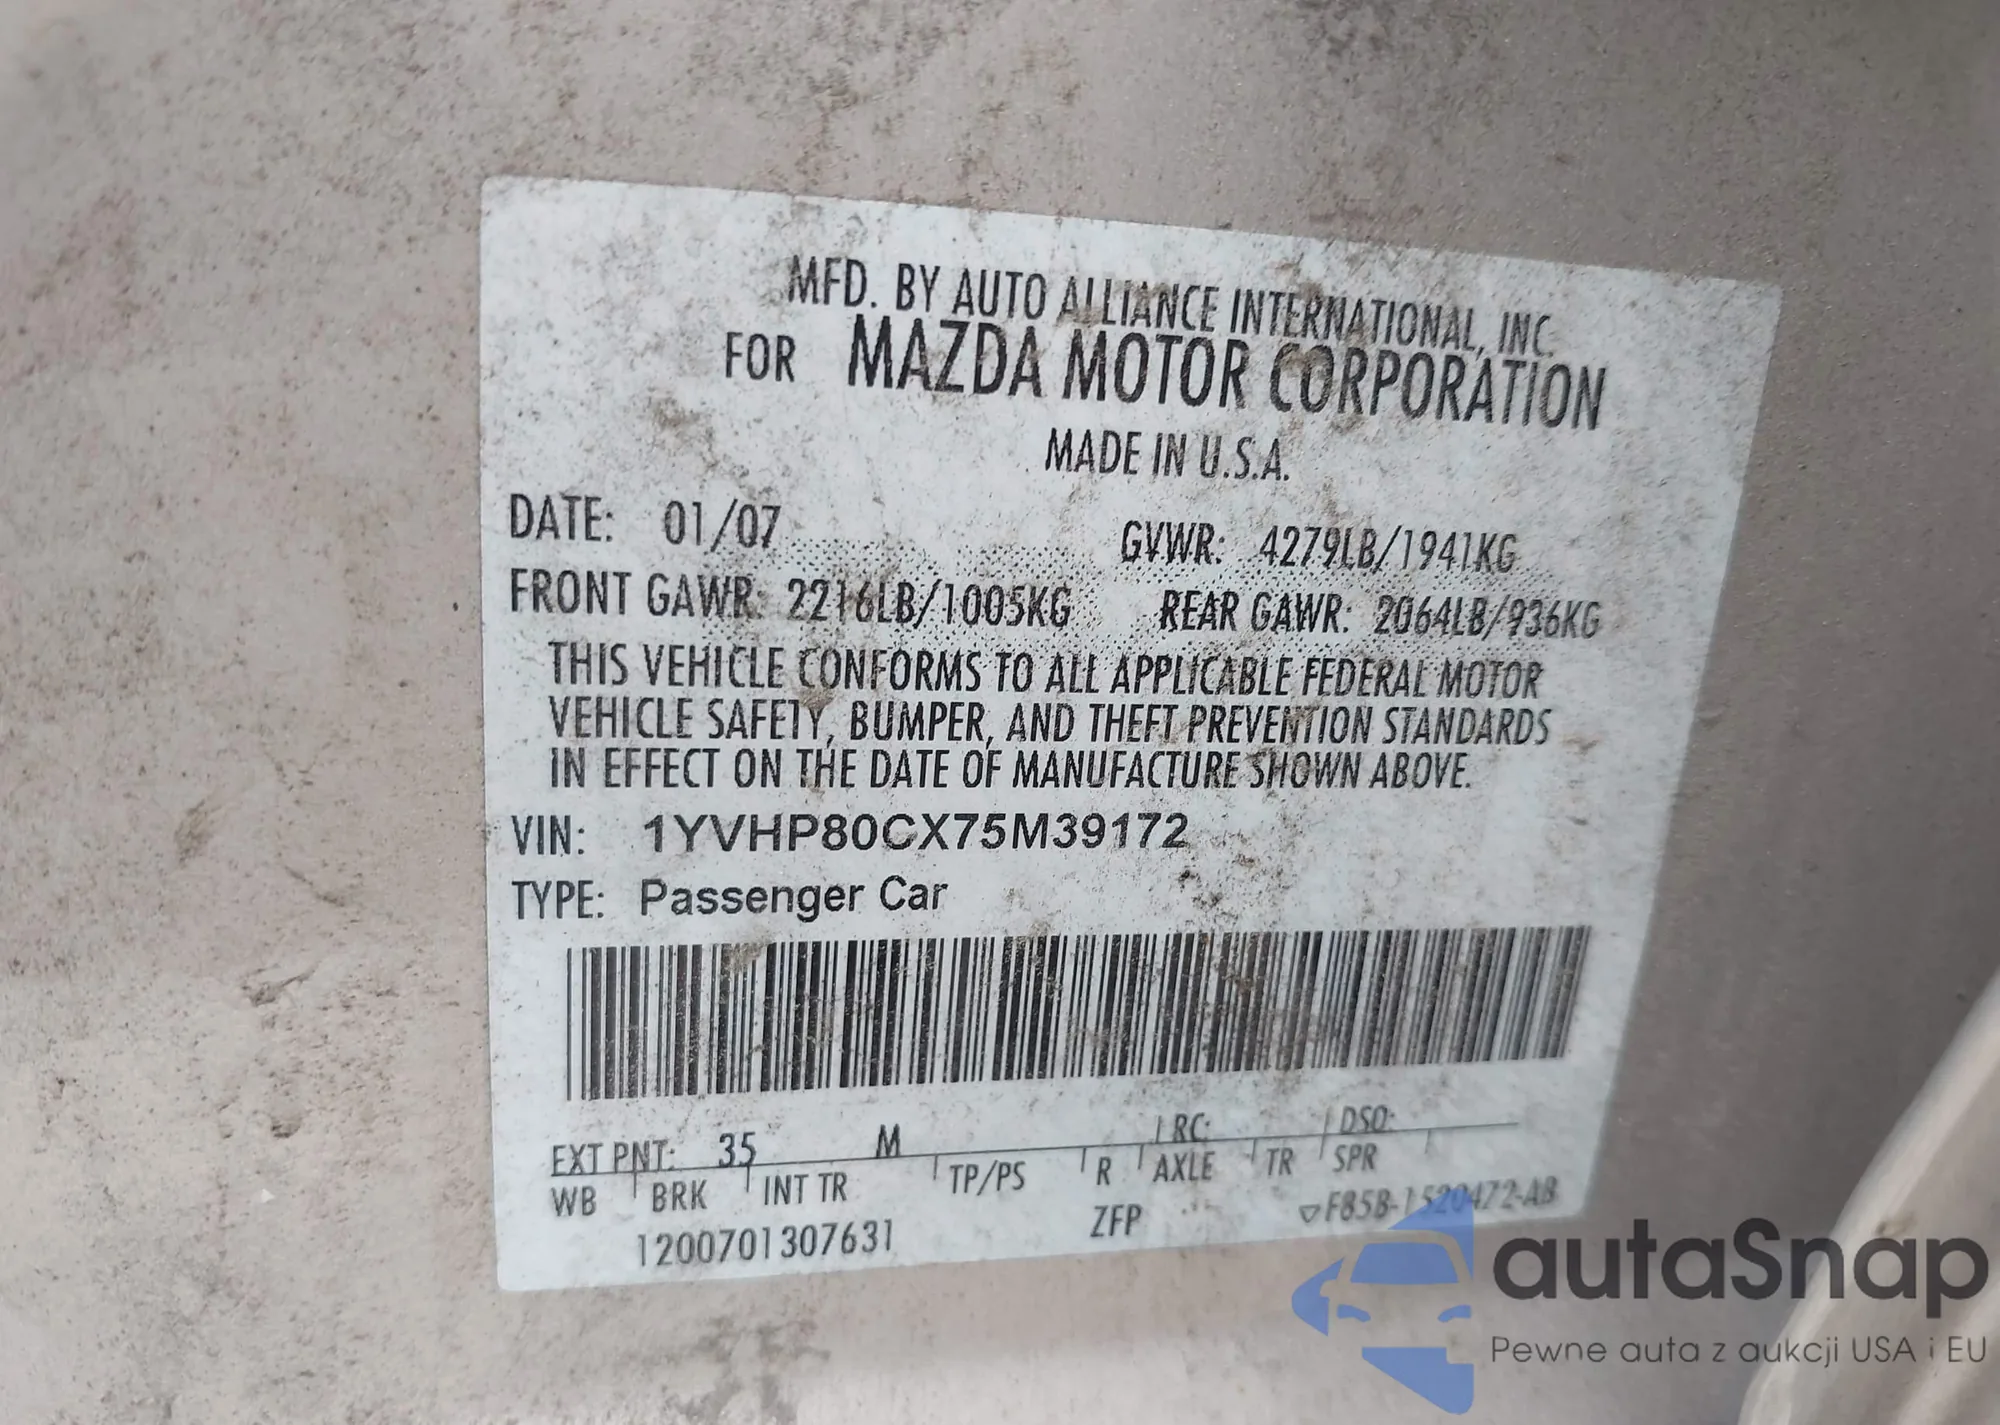 MFD. BY AUTO ALLIANCE INTERNATIONAL, INC.
FOR MAZDA MOTOR CORPORATION
MADE IN U.S.A.
DATE: 01/07 GVWR: 4279LB/1941KG
FRONT GAWR: 2216LB/1005KG REAR GAWR: 2064LB/936KG
THIS VEHICLE CONFORMS TO ALL APPLICABLE FEDERAL MOTOR
VEHICLE SAFETY, BUMPER, AND THEFT PREVENTION STANDARDS
IN EFFECT ON THE DATE OF MANUFACTURE SHOWN ABOVE.
VIN: 1YVHP80CX75M39172
TYPE: Passenger Car
EXT PNT: 35 M RC: DSO:
WB BRK INT TR TP/PS R AXLE TR SPR
1200701307631 ZFP F85B-1520472-AB
autaSnap
Pewne auta z aukcji USA i EU